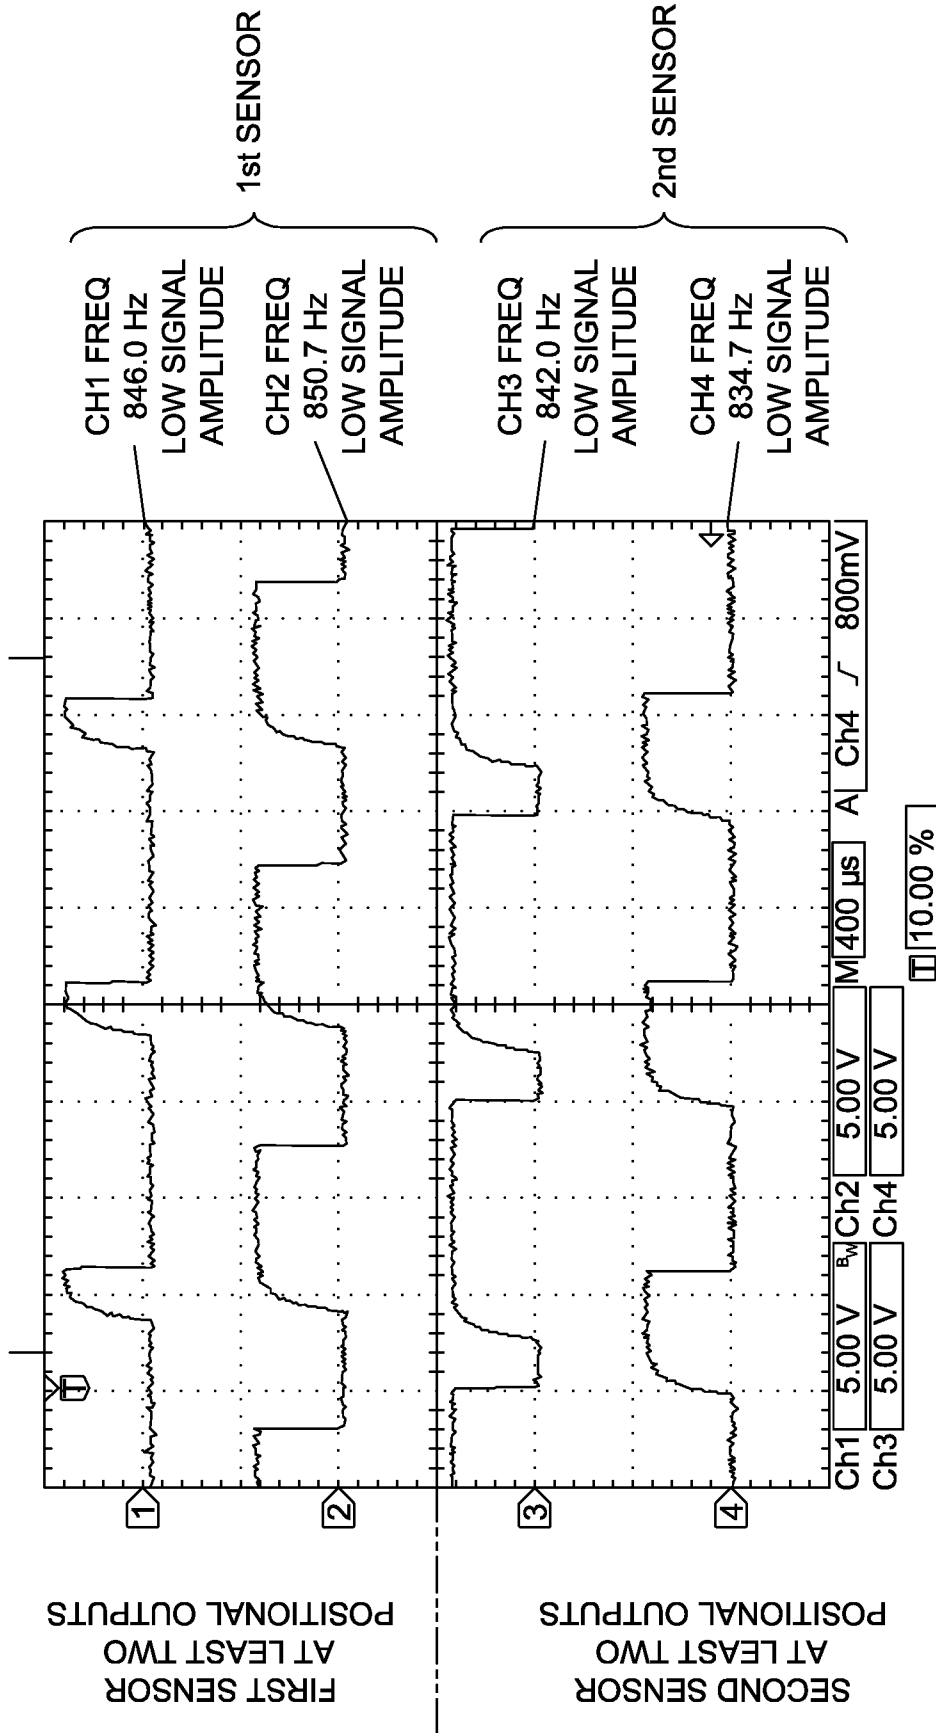 FIRST SENSOR
AT LEAST TWO
POSITIONAL OUTPUTS
SECOND SENSOR
AT LEAST TWO
POSITIONAL OUTPUTS
T
1
2
3
4
CH1 FREQ
846.0 Hz
LOW SIGNAL
AMPLITUDE
CH2 FREQ
850.7 Hz
LOW SIGNAL
AMPLITUDE
1st SENSOR
CH3 FREQ
842.0 Hz
LOW SIGNAL
AMPLITUDE
CH4 FREQ
834.7 Hz
LOW SIGNAL
AMPLITUDE
2nd SENSOR
Ch1 5.00 V BW Ch2 5.00 V M 400 µs A Ch4 800mV
Ch3 5.00 V Ch4 5.00 V
T 10.00 %